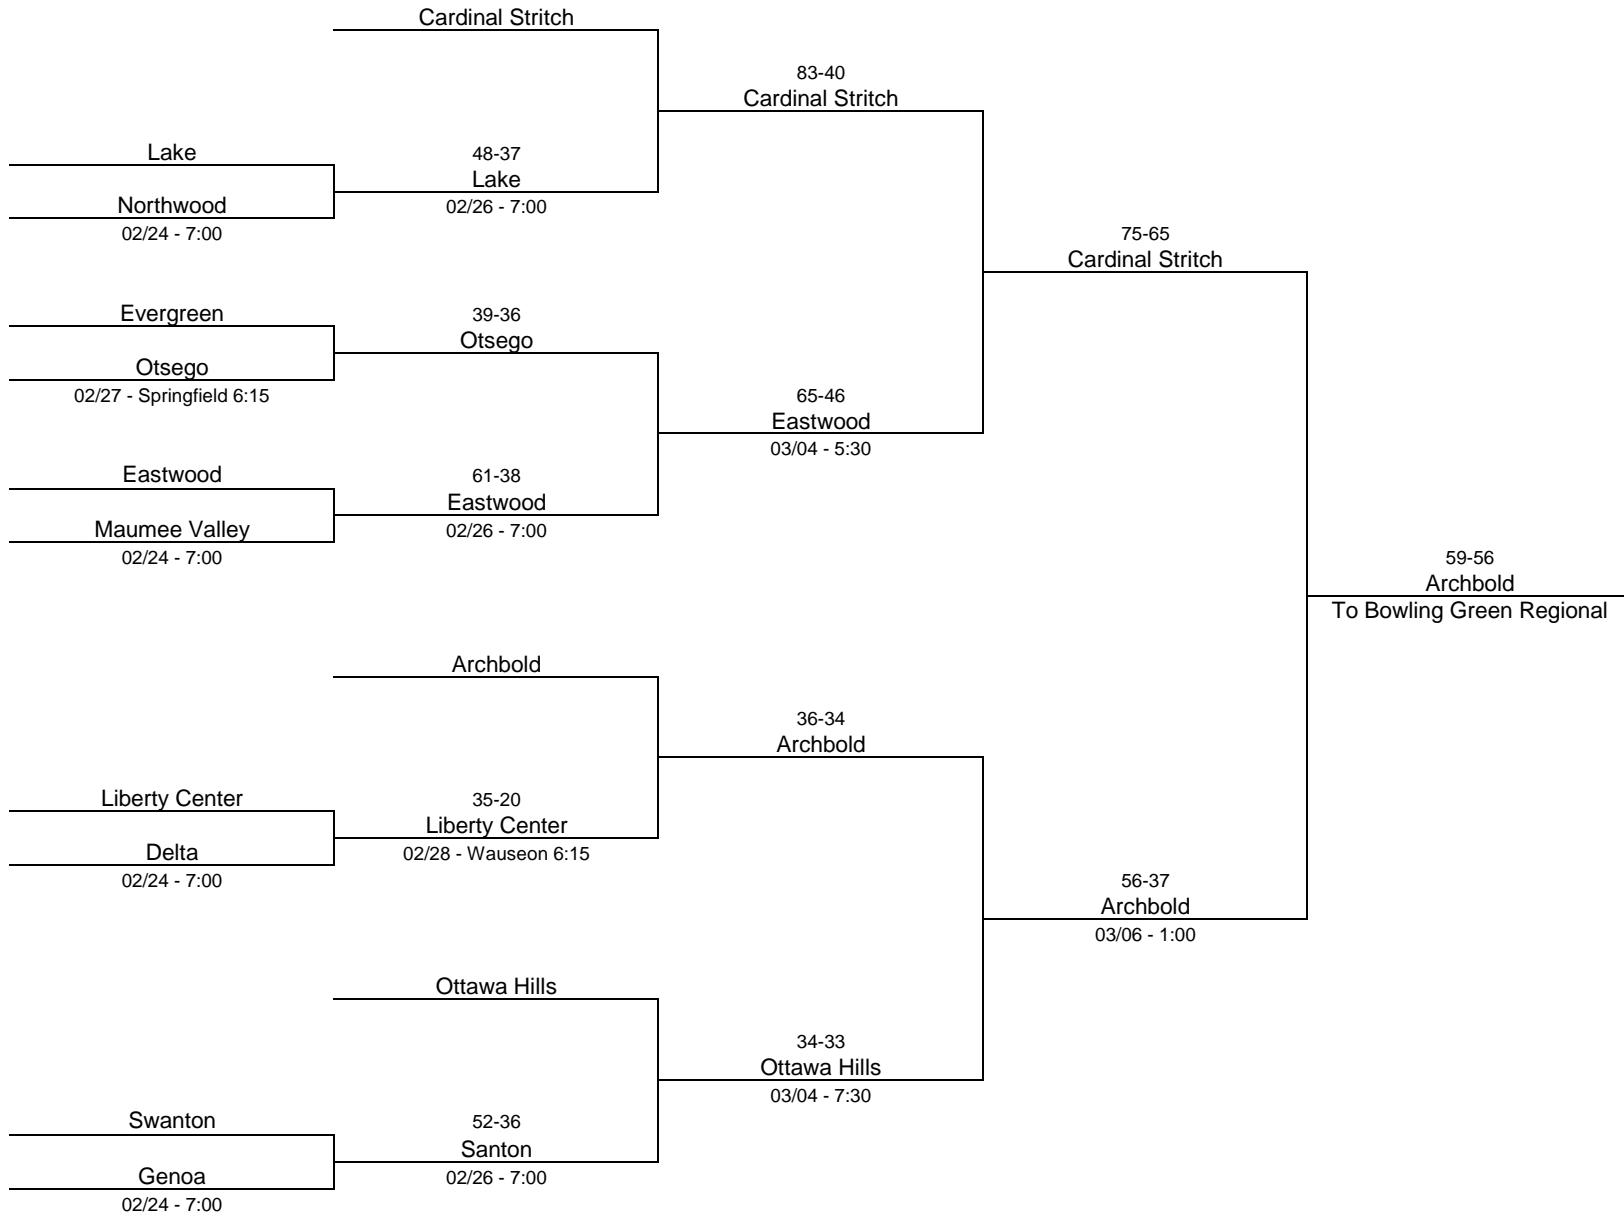 Cardinal Stritch
83-40
Cardinal Stritch
Lake
48-37
Lake
Northwood
02/26 - 7:00
02/24 - 7:00
75-65
Cardinal Stritch
Evergreen
39-36
Otsego
Otsego
02/27 - Springfield 6:15
65-46
Eastwood
03/04 - 5:30
Eastwood
61-38
Eastwood
Maumee Valley
02/26 - 7:00
02/24 - 7:00
59-56
Archbold
To Bowling Green Regional
Archbold
36-34
Archbold
Liberty Center
35-20
Liberty Center
Delta
02/28 - Wauseon 6:15
02/24 - 7:00
56-37
Archbold
03/06 - 1:00
Ottawa Hills
34-33
Ottawa Hills
03/04 - 7:30
Swanton
52-36
Santon
Genoa
02/26 - 7:00
02/24 - 7:00